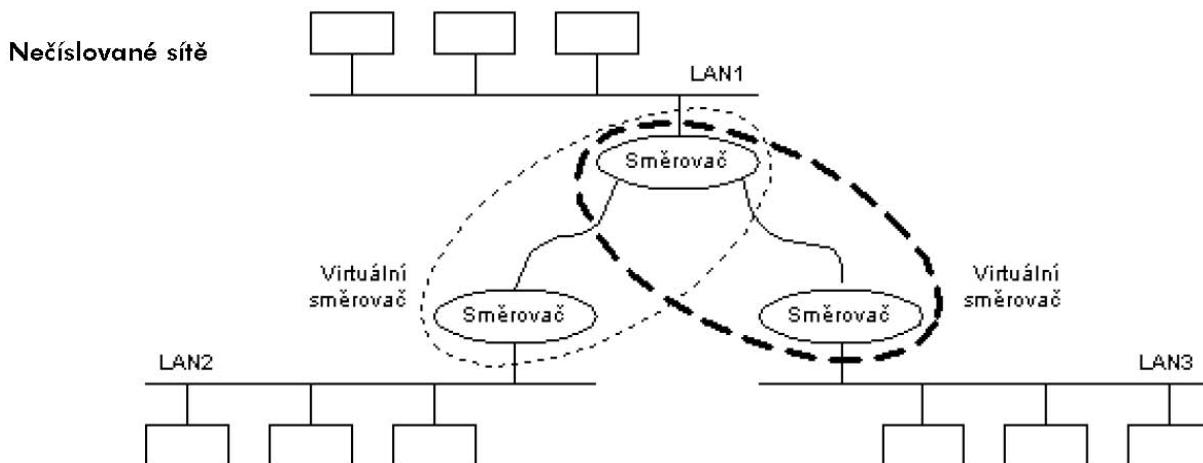 Nečíslované sítě
LAN1
Směrovač
Virtuální
směrovač
Směrovač
Směrovač
Virtuální
směrovač
LAN2
LAN3